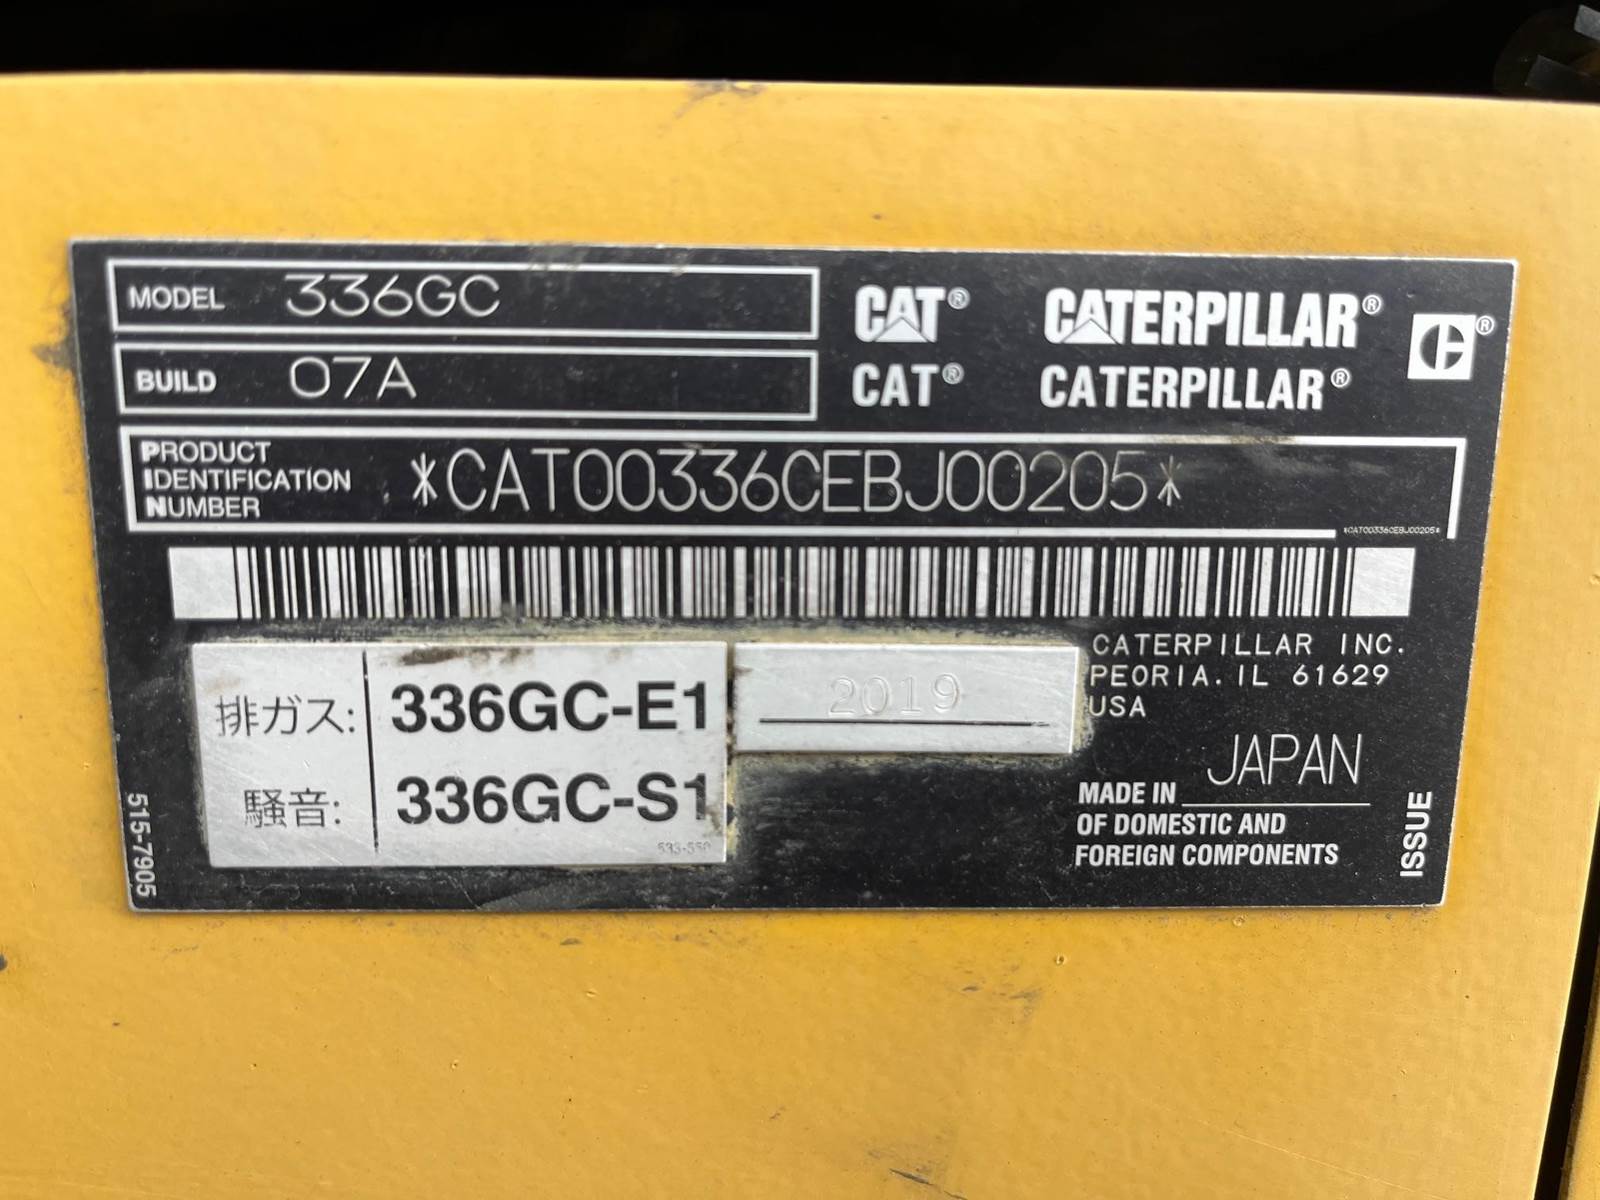 MODEL 336GC
BUILD 07A
CAT® CATERPILLAR® C®
CAT® CATERPILLAR®
PRODUCT
IDENTIFICATION
NUMBER
*CAT00336CEBJ00205*
*CAT00336CEBJ00205*
排ガス: 336GC-E1
騒音: 336GC-S1
2019
CATERPILLAR INC.
PEORIA. IL 61629
USA
MADE IN JAPAN
OF DOMESTIC AND
FOREIGN COMPONENTS
ISSUE
515-7905